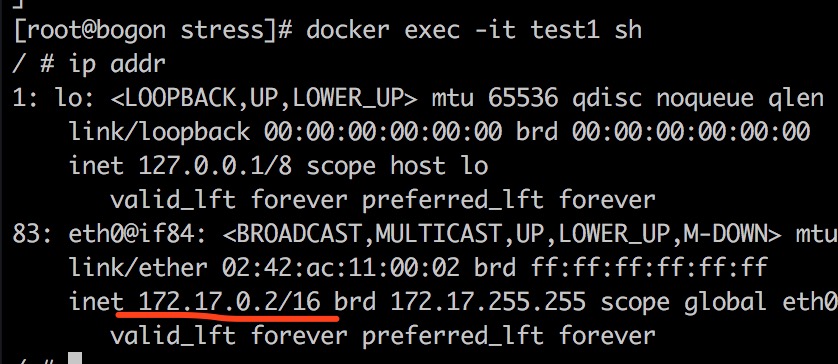 ]
[root@bogon stress]# docker exec -it test1 sh
/ # ip addr
1: lo: <LOOPBACK,UP,LOWER_UP> mtu 65536 qdisc noqueue qlen
    link/loopback 00:00:00:00:00:00 brd 00:00:00:00:00:00
    inet 127.0.0.1/8 scope host lo
       valid_lft forever preferred_lft forever
83: eth0@if84: <BROADCAST,MULTICAST,UP,LOWER_UP,M-DOWN> mtu
    link/ether 02:42:ac:11:00:02 brd ff:ff:ff:ff:ff:ff
    inet 172.17.0.2/16 brd 172.17.255.255 scope global eth0
       valid_lft forever preferred_lft forever
/ #